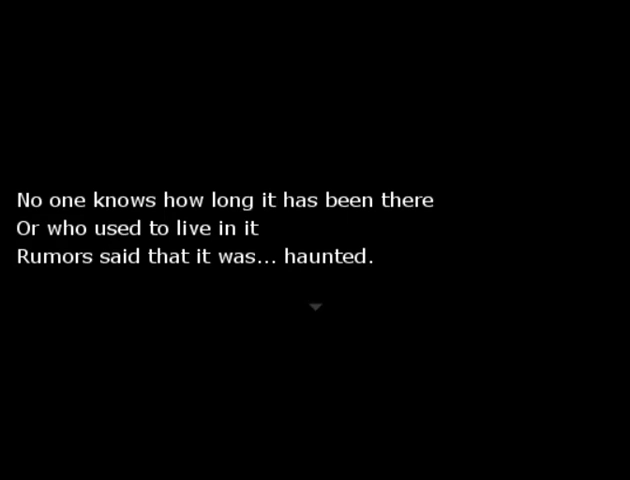 No one knows how long it has been there
Or who used to live in it
Rumors said that it was... haunted.